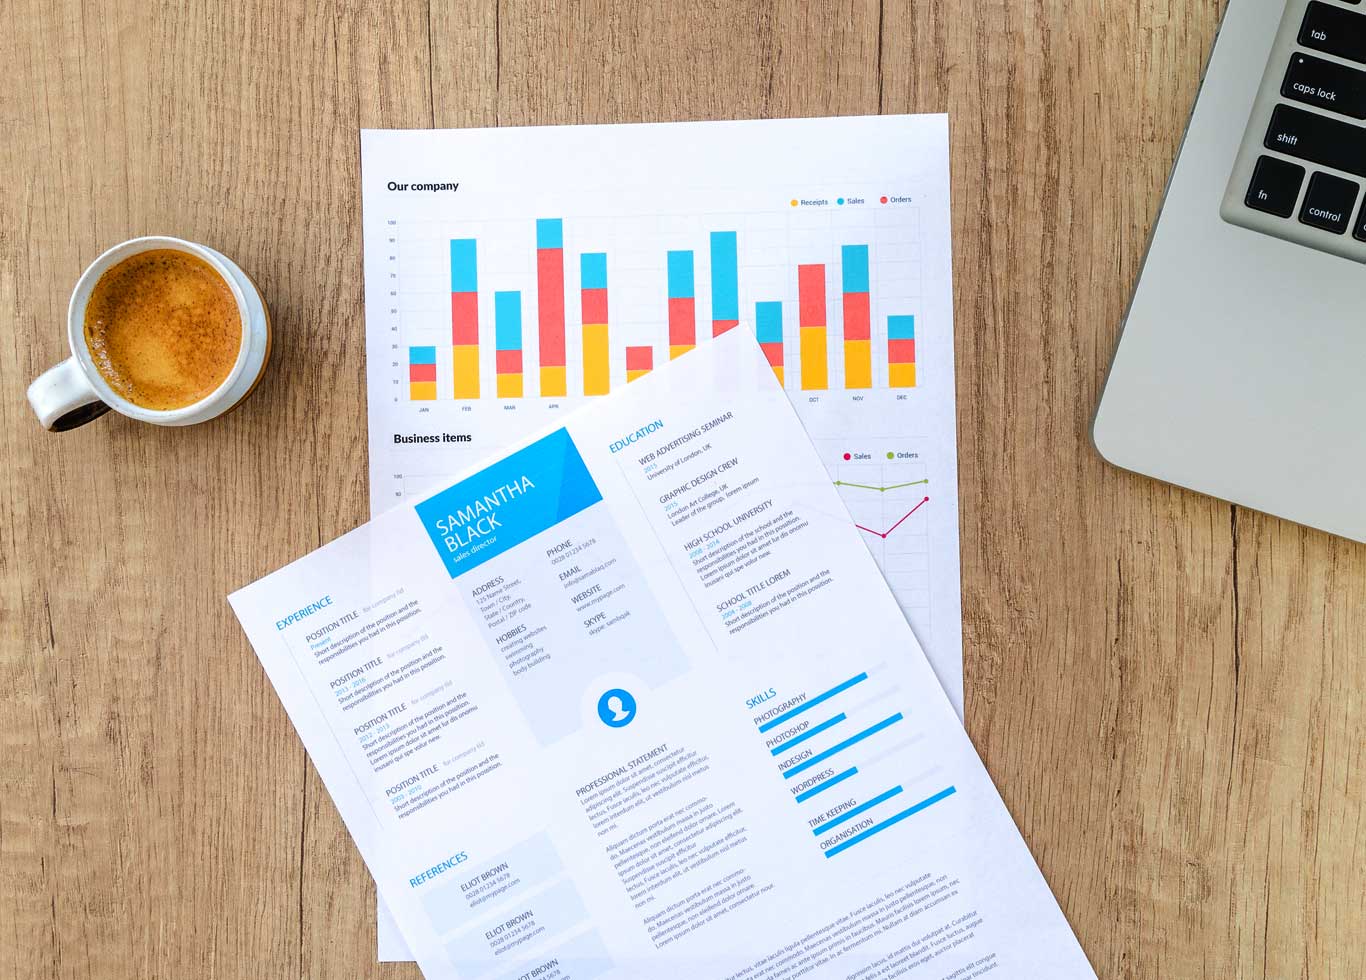 tab
caps lock
shift
fn
control
Our company
Receipts Sales Orders
100
90
80
70
60
50
40
30
20
10
0
JAN FEB MAR APR OCT NOV DEC
Business items
Sales Orders
100
90
SAMANTHA
BLACK
sales director
ADDRESS
125 Name Street,
Town / City,
State / Country,
Portal / ZIP code
HOBBIES
creating websites
swimming
photography
body building
PHONE
0028 01234 5678
EMAIL
info@samablaq.com
WEBSITE
www.mypage.com
SKYPE
skype: sambqak
EXPERIENCE
POSITION TITLE for company ltd
Present
Short description of the position and the
responsibilities you had in this position.
POSITION TITLE for company ltd
2013 - 2016
Short description of the position and the
responsibilities you had in this position.
POSITION TITLE for company ltd
2012 - 2013
Short description of the position and the
responsibilities you had in this position.
Lorem ipsum dolor sit amet lur dis onomu
inusani qui spe volur new.
POSITION TITLE for company ltd
2003 - 2010
Short description of the position and the
responsibilities you had in this position.
REFERENCES
ELIOT BROWN
0028 01234 5678
eliot@mypage.com
ELIOT BROWN
0028 01234 5678
eliot@mypage.com
ELIOT BROWN
EDUCATION
WEB ADVERTISING SEMINAR
2015
University of London, UK
GRAPHIC DESIGN CREW
2015
London Art College, UK
Leader of the group, lorem ipsum
HIGH SCHOOL UNIVERSITY
2008 - 2014
Short description of the school and the
responsibilities you had in this position.
Lorem ipsum dolor sit amet lur dis onomu
inusani qui spe volur new.
SCHOOL TITLE LOREM
2004 - 2008
Short description of the position and the
responsibilities you had in this position.
SKILLS
PHOTOGRAPHY
PHOTOSHOP
INDESIGN
WORDPRESS
TIME KEEPING
ORGANISATION
PROFESSIONAL STATEMENT
Lorem ipsum dolor sit amet, consectetur
adipiscing elit. Suspendisse suscipit efficitur
lectus. Fusce iaculis, leo nec vulputate efficitur,
lorem interdum elit, ut vestibulum nisl metus
non mi.
Aliquam dictum porta erat nec commo-
do. Maecenas vestibulum massa in justo
pellentesque, non eleifend dolor ornare. Lorem
ipsum dolor sit amet, consectetur adipiscing elit.
Suspendisse suscipit efficitur
lectus. Fusce iaculis, leo nec vulputate efficitur,
lorem interdum elit, ut vestibulum nisl metus
non mi.
Aliquam dictum porta erat nec commo-
do. Maecenas vestibulum massa in justo
pellentesque, non eleifend dolor ornare.
Lorem ipsum dolor sit amet, consectetur nour.